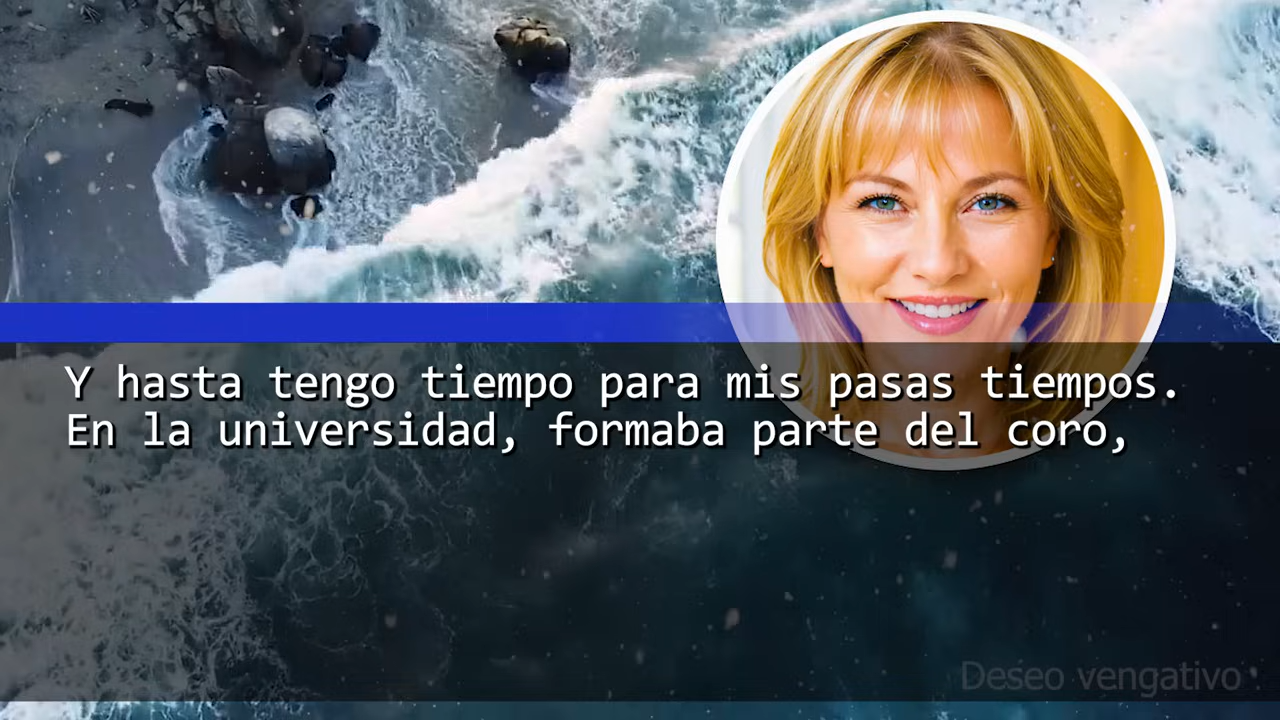 Y hasta tengo tiempo para mis pasas tiempos.
En la universidad, formaba parte del coro,
Deseo vengativo